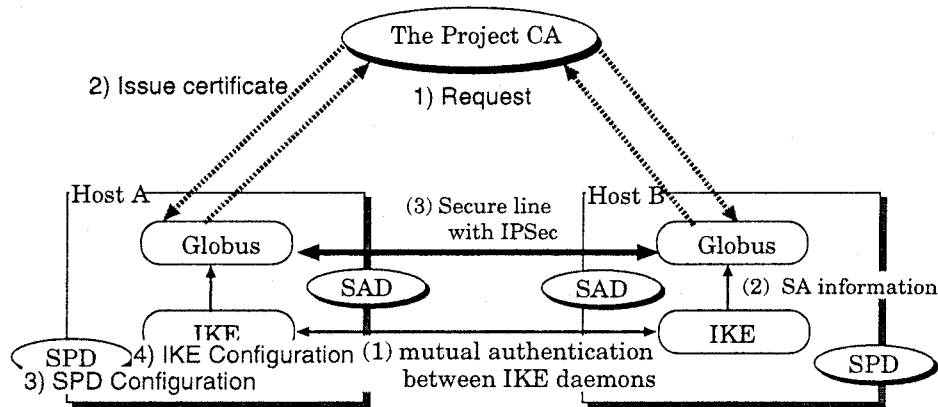 The Project CA
2) Issue certificate
1) Request
Host A
Host B
(3) Secure line
with IPSec
Globus
Globus
SAD
SAD
(2) SA information
IKE
IKE
SPD
4) IKE Configuration
(1) mutual authentication
between IKE daemons
3) SPD Configuration
SPD